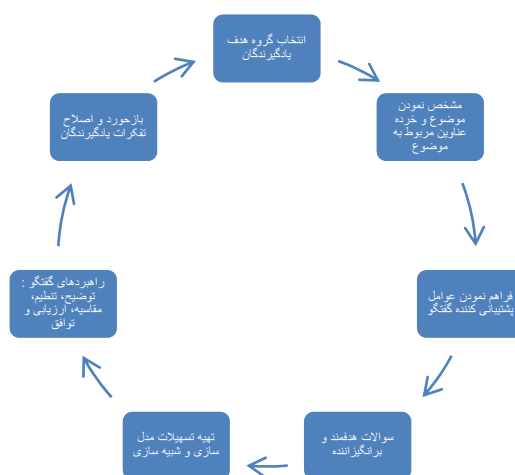 انتخاب گروه هدف
یادگیرندگان
مشخص نمودن
موضوع و خرده
عناوین مربوط به
موضوع
فراهم نمودن عوامل
پشتیبانی کننده گفتگو
سوالات هدفمند و
برانگیزاننده
تهیه تسهیلات مدل
سازی و شبیه سازی
راهبردهای گفتگو :
توضیح، تنظیم،
مقاسیه، ارزیابی و
توافق
بازخورد و اصلاح
تفکرات یادگیرندگان